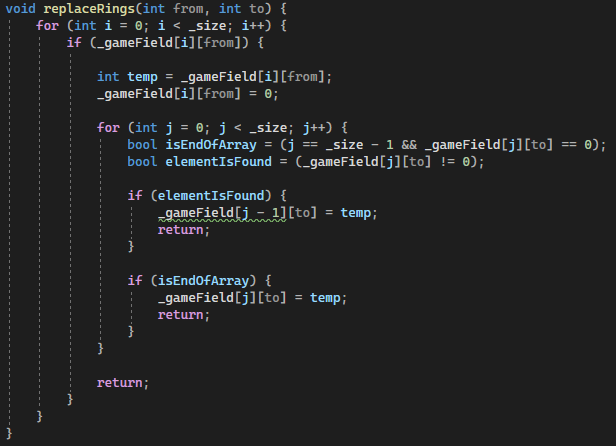 void replaceRings(int from, int to) {
    for (int i = 0; i < _size; i++) {
        if (_gameField[i][from]) {

            int temp = _gameField[i][from];
            _gameField[i][from] = 0;

            for (int j = 0; j < _size; j++) {
                bool isEndOfArray = (j == _size - 1 && _gameField[j][to] == 0);
                bool elementIsFound = (_gameField[j][to] != 0);

                if (elementIsFound) {
                    _gameField[j - 1][to] = temp;
                    return;
                }

                if (isEndOfArray) {
                    _gameField[j][to] = temp;
                    return;
                }
            }

            return;
        }
    }
}